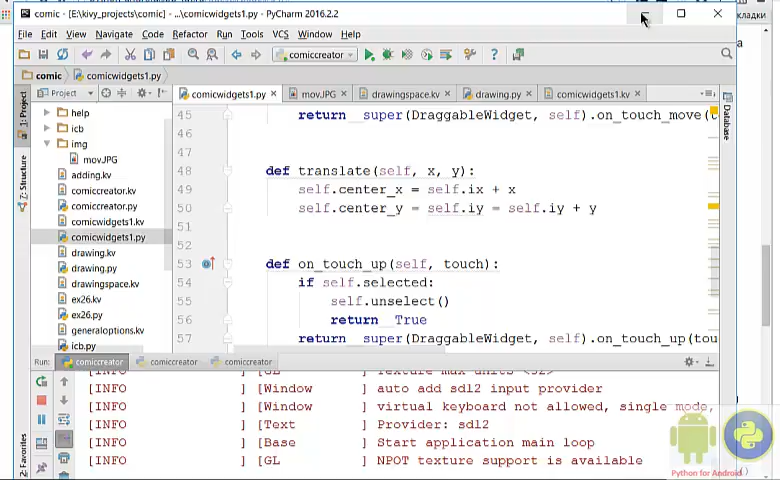 comic - [E:\kivy_projects\comic] - ...\comicwidgets1.py - PyCharm 2016.2.2
кладки
File Edit View Navigate Code Refactor Run Tools VCS Window Help
comiccreator
comic comicwidgets1.py
Project
comicwidgets1.py × mov.JPG × drawingspace.kv × drawing.py × comicwidgets1.kv ×
1: Project
Z: Structure
2: Favorites
Database
help
icb
img
mov.JPG
adding.kv
comiccreator.kv
comiccreator.py
comicwidgets1.kv
comicwidgets1.py
drawing.kv
drawing.py
drawingspace.kv
ex26.kv
ex26.py
generaloptions.kv
icb.py
45 return super(DraggableWidget, self).on_touch_move(t
46
47
48 def translate(self, x, y):
49 self.center_x = self.ix = self.ix + x
50 self.center_y = self.iy = self.iy + y
51
52
53 def on_touch_up(self, touch):
54 if self.selected:
55 self.unselect()
56 return True
57 return super(DraggableWidget, self).on_touch_up(tou
Run: comiccreator comiccreator comiccreator
[INFO ] [GL ] Texture max units <32>
[INFO ] [Window ] auto add sdl2 input provider
[INFO ] [Window ] virtual keyboard not allowed, single mode,
[INFO ] [Text ] Provider: sdl2
[INFO ] [Base ] Start application main loop
[INFO ] [GL ] NPOT texture support is available
Python for Android
()